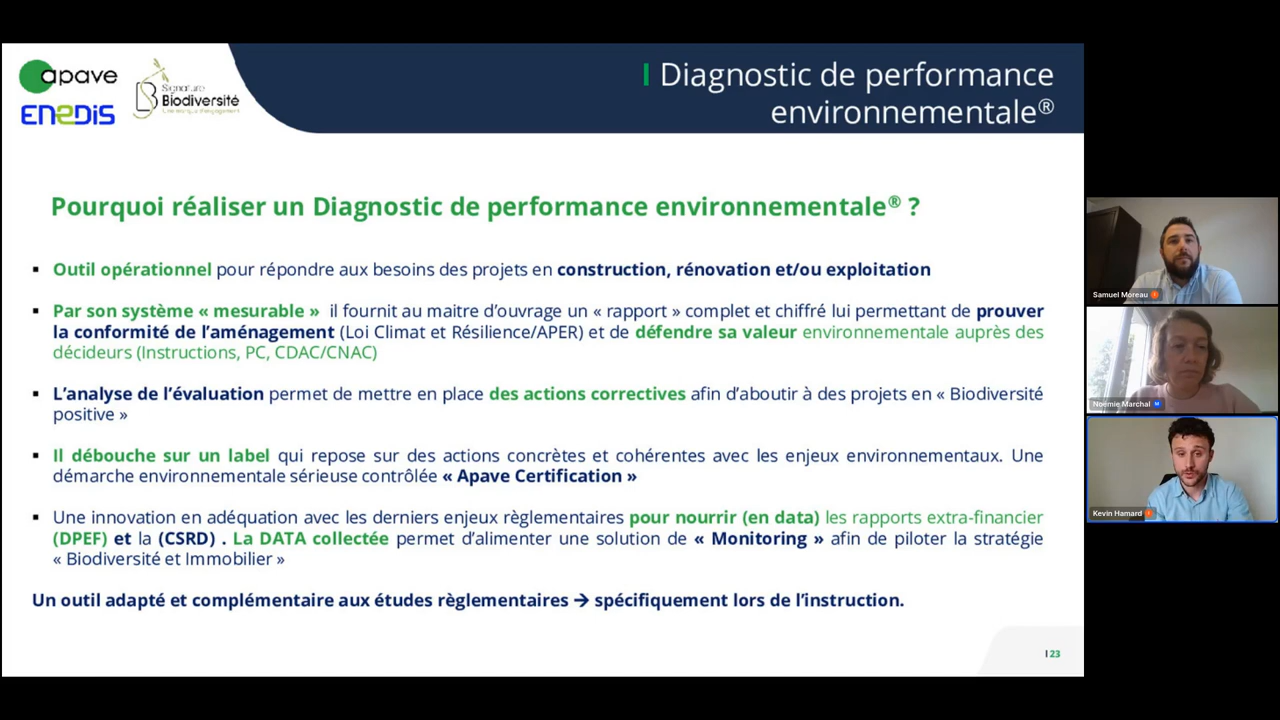 apave
Signature
Biodiversité
ENEDIS
Diagnostic de performance
environnementale®
Pourquoi réaliser un Diagnostic de performance environnementale® ?
▪ Outil opérationnel pour répondre aux besoins des projets en construction, rénovation et/ou exploitation
▪ Par son système « mesurable » il fournit au maitre d’ouvrage un « rapport » complet et chiffré lui permettant de prouver
la conformité de l’aménagement (Loi Climat et Résilience/APER) et de défendre sa valeur environnementale auprès des
décideurs (Instructions, PC, CDAC/CNAC)
▪ L’analyse de l’évaluation permet de mettre en place des actions correctives afin d’aboutir à des projets en « Biodiversité
positive »
▪ Il débouche sur un label qui repose sur des actions concrètes et cohérentes avec les enjeux environnementaux. Une
démarche environnementale sérieuse contrôlée « Apave Certification »
▪ Une innovation en adéquation avec les derniers enjeux règlementaires pour nourrir (en data) les rapports extra-financier
(DPEF) et la (CSRD) . La DATA collectée permet d’alimenter une solution de « Monitoring » afin de piloter la stratégie
« Biodiversité et Immobilier »
Un outil adapté et complémentaire aux études règlementaires → spécifiquement lors de l’instruction.
I 23
Samuel Moreau
Noémie Marchal
Kevin Hamard